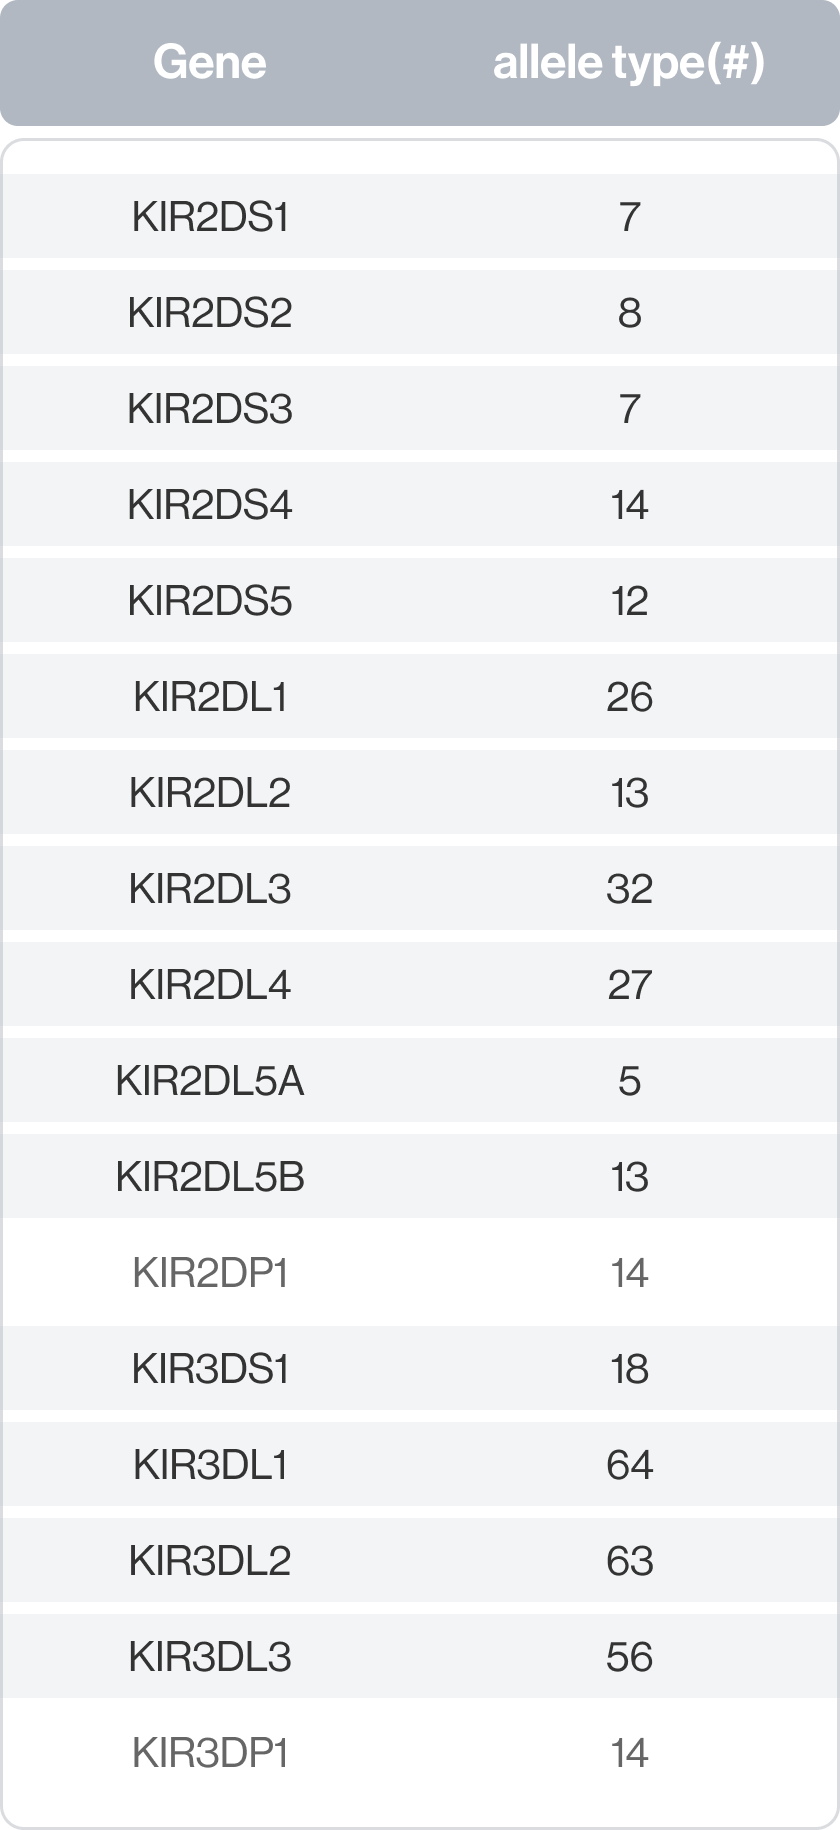 Gene allele type(#)
KIR2DS1 7
KIR2DS2 8
KIR2DS3 7
KIR2DS4 14
KIR2DS5 12
KIR2DL1 26
KIR2DL2 13
KIR2DL3 32
KIR2DL4 27
KIR2DL5A 5
KIR2DL5B 13
KIR2DP1 14
KIR3DS1 18
KIR3DL1 64
KIR3DL2 63
KIR3DL3 56
KIR3DP1 14